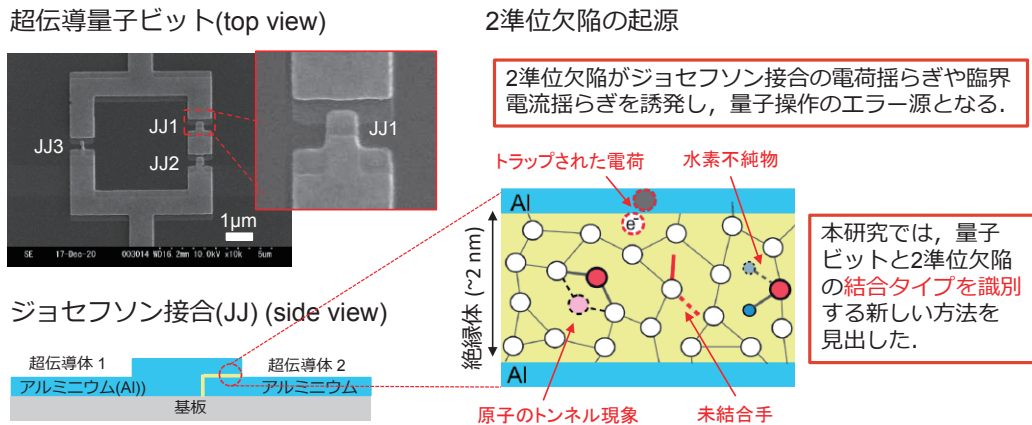 超伝導量子ビット(top view)
JJ1
JJ3
JJ2
JJ1
1μm
SE 17-Dec-20 003014 WD16.2mm 10.0kV x10k 5um
ジョセフソン接合(JJ) (side view)
超伝導体 1
超伝導体 2
アルミニウム(Al))
アルミニウム
基板
2準位欠陥の起源
2準位欠陥がジョセフソン接合の電荷揺らぎや臨界
電流揺らぎを誘発し，量子操作のエラー源となる．
トラップされた電荷
水素不純物
Al
e-
絶縁体 (~2 nm)
Al
原子のトンネル現象
未結合手
本研究では，量子
ビットと2準位欠陥
の結合タイプを識別
する新しい方法を
見出した．